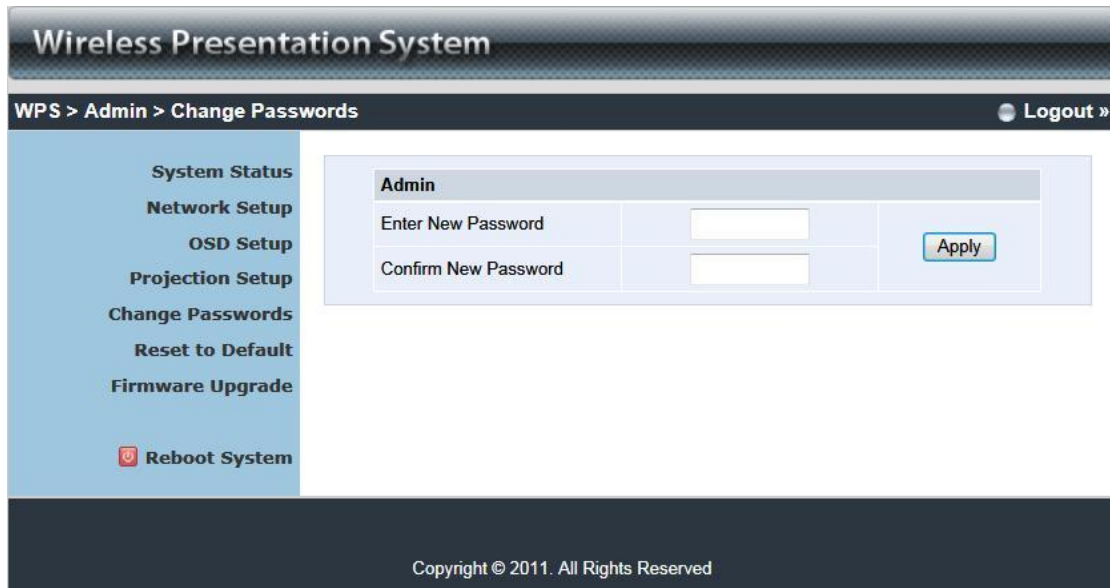 Wireless Presentation System
WPS > Admin > Change Passwords
Logout »
System Status
Network Setup
OSD Setup
Projection Setup
Change Passwords
Reset to Default
Firmware Upgrade
Reboot System
Admin
Enter New Password
Confirm New Password
Apply
Copyright © 2011. All Rights Reserved